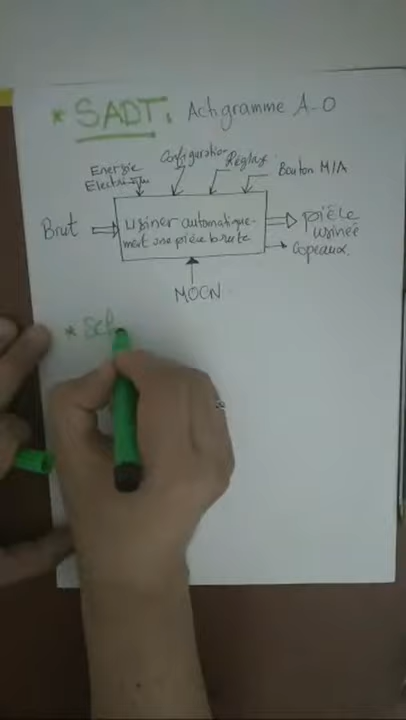 * SADT: Actigramme A-0
Energie
Electrique
Configuration
Réglage
Bouton M/A
Brut
Usiner automatique-
ment une pièce brute
pièce
usinée
Copeaux.
MOCN
* Sch